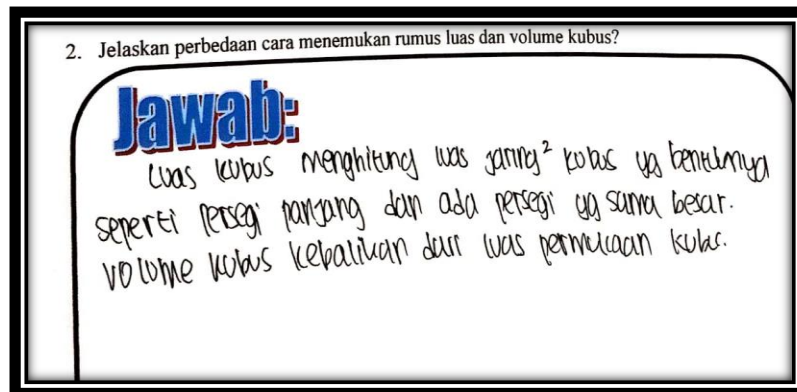 2. Jelaskan perbedaan cara menemukan rumus luas dan volume kubus?
Jawab:
Luas kubus menghitung luas jaring² kubus yg bentuknya
seperti persegi panjang dan ada persegi yg sama besar.
volume kubus kebalikan dari luas permukaan kubus.